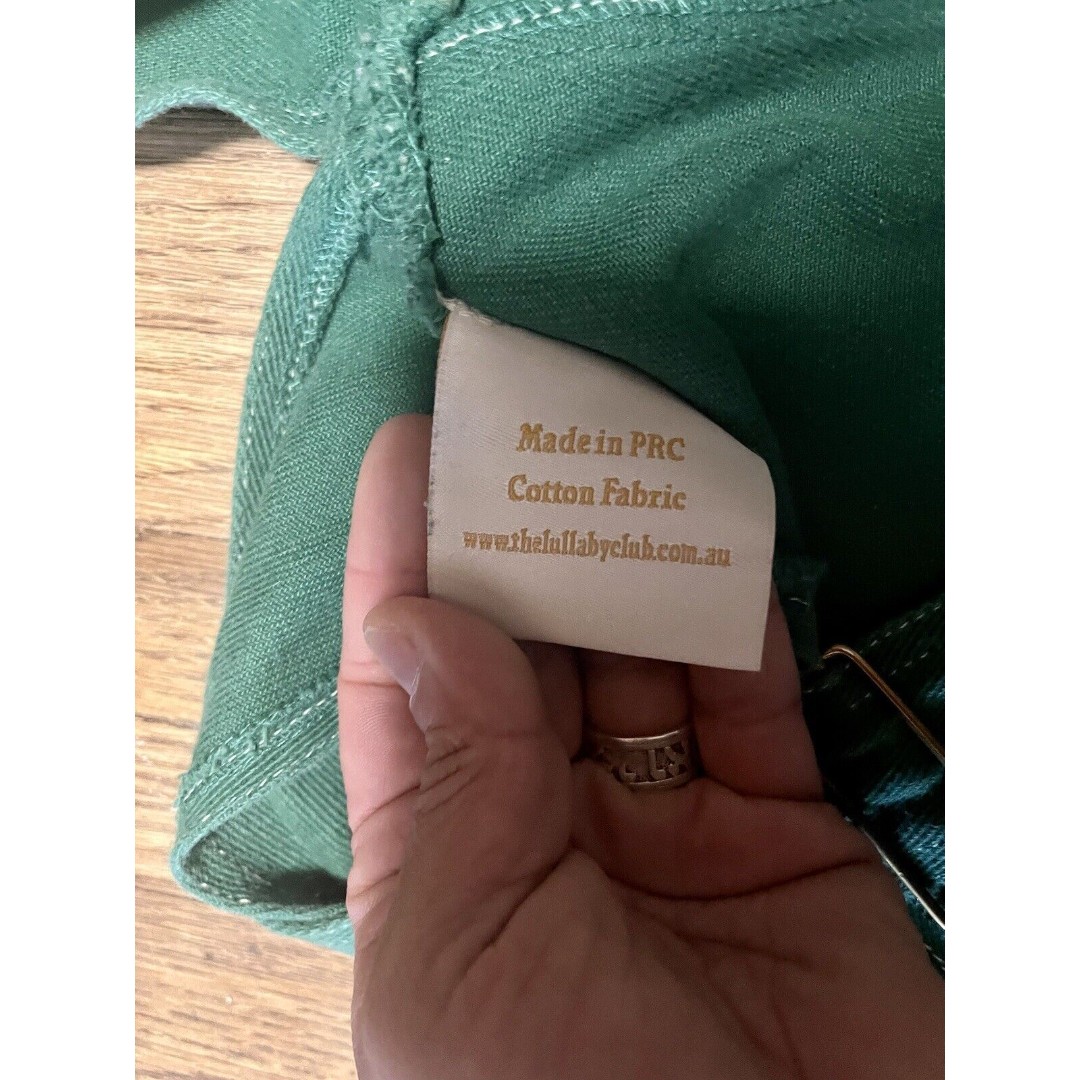 Made in PRC
Cotton Fabric
www.thelullabyclub.com.au